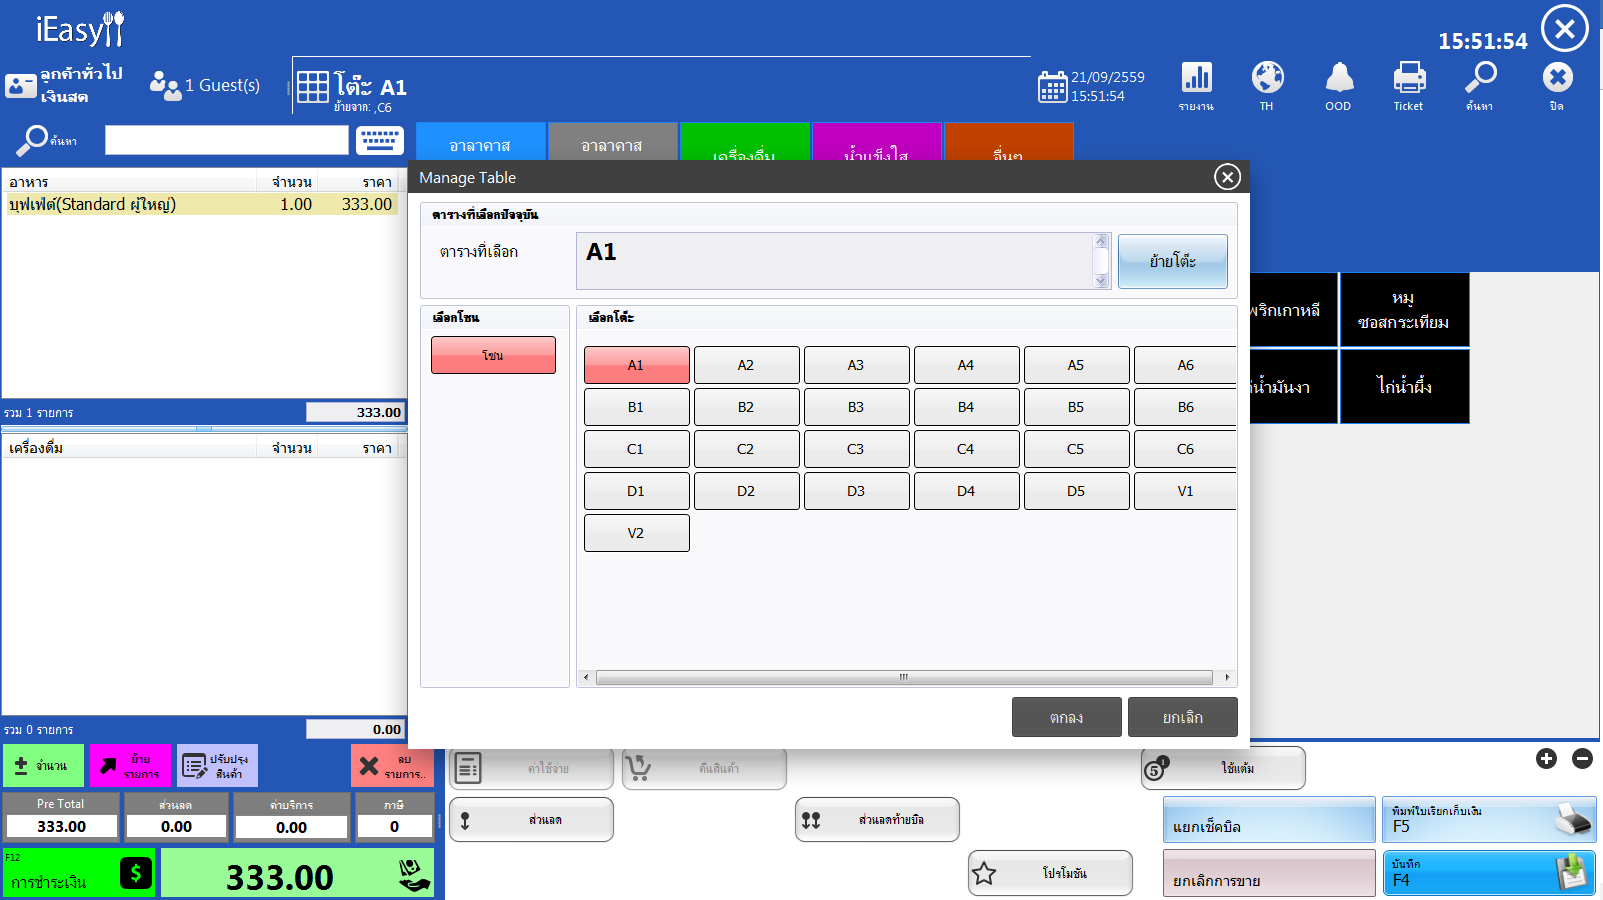 iEasy
15:51:54
ลูกค้าทั่วไป
เงินสด
1 Guest(s)
โต๊ะ A1
ย้ายจาก: ,C6
21/09/2559
15:51:54
รายงาน
TH
OOD
Ticket
ค้นหา
ปิด
ค้นหา
อาลาคาส
อาลาคาส
เครื่องดื่ม
น้ำแข็งใส
อื่นๆ
อาหาร จำนวน ราคา
บุฟเฟ่ต์(Standard ผู้ใหญ่) 1.00 333.00
รวม 1 รายการ 333.00
เครื่องดื่ม จำนวน ราคา
รวม 0 รายการ 0.00
Manage Table
ตารางที่เลือกปัจจุบัน
ตารางที่เลือก
A1
ย้ายโต๊ะ
เลือกโซน
โซน
เลือกโต๊ะ
A1 A2 A3 A4 A5 A6
B1 B2 B3 B4 B5 B6
C1 C2 C3 C4 C5 C6
D1 D2 D3 D4 D5 V1
V2
ตกลง
ยกเลิก
พริกเกาหลี
หมู
ซอสกระเทียม
น้ำมันงา
ไก่น้ำผึ้ง
จำนวน
ย้าย
รายการ
ปรับปรุง
สินค้า
ลบ
รายการ..
Pre Total
333.00
ส่วนลด
0.00
ค่าบริการ
0.00
ภาษี
0
F12
การชำระเงิน
333.00
ค่าใช้จ่าย
คืนสินค้า
ใช้แต้ม
ส่วนลด
ส่วนลดท้ายบิล
โปรโมชั่น
แยกเช็คบิล
พิมพ์ใบเรียกเก็บเงิน
F5
ยกเลิกการขาย
บันทึก
F4